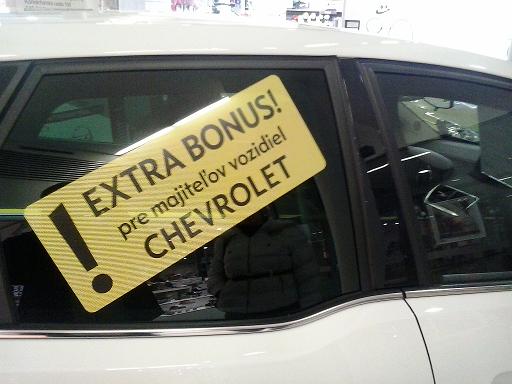 EXTRA BONUS!
pre majiteľov vozidiel
CHEVROLET
!